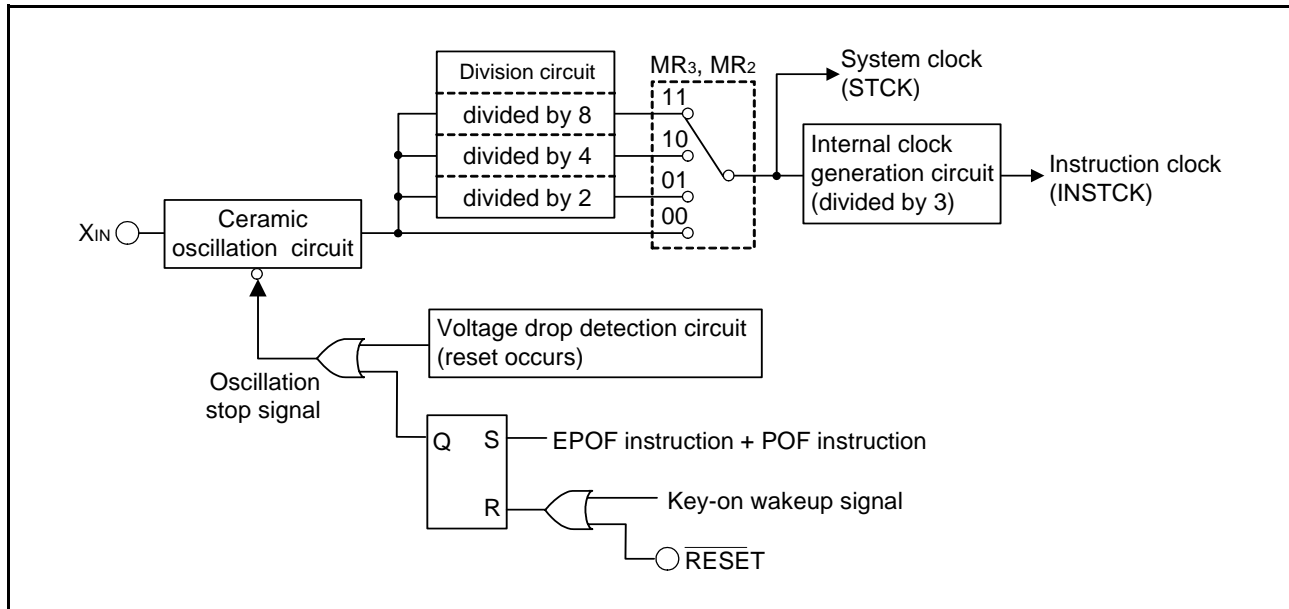 Division circuit
MR3, MR2
System clock
(STCK)
divided by 8
11
divided by 4
10
Internal clock
generation circuit
(divided by 3)
Instruction clock
(INSTCK)
divided by 2
01
00
XIN
Ceramic
oscillation circuit
Voltage drop detection circuit
(reset occurs)
Oscillation
stop signal
Q
S
EPOF instruction + POF instruction
R
Key-on wakeup signal
RESET